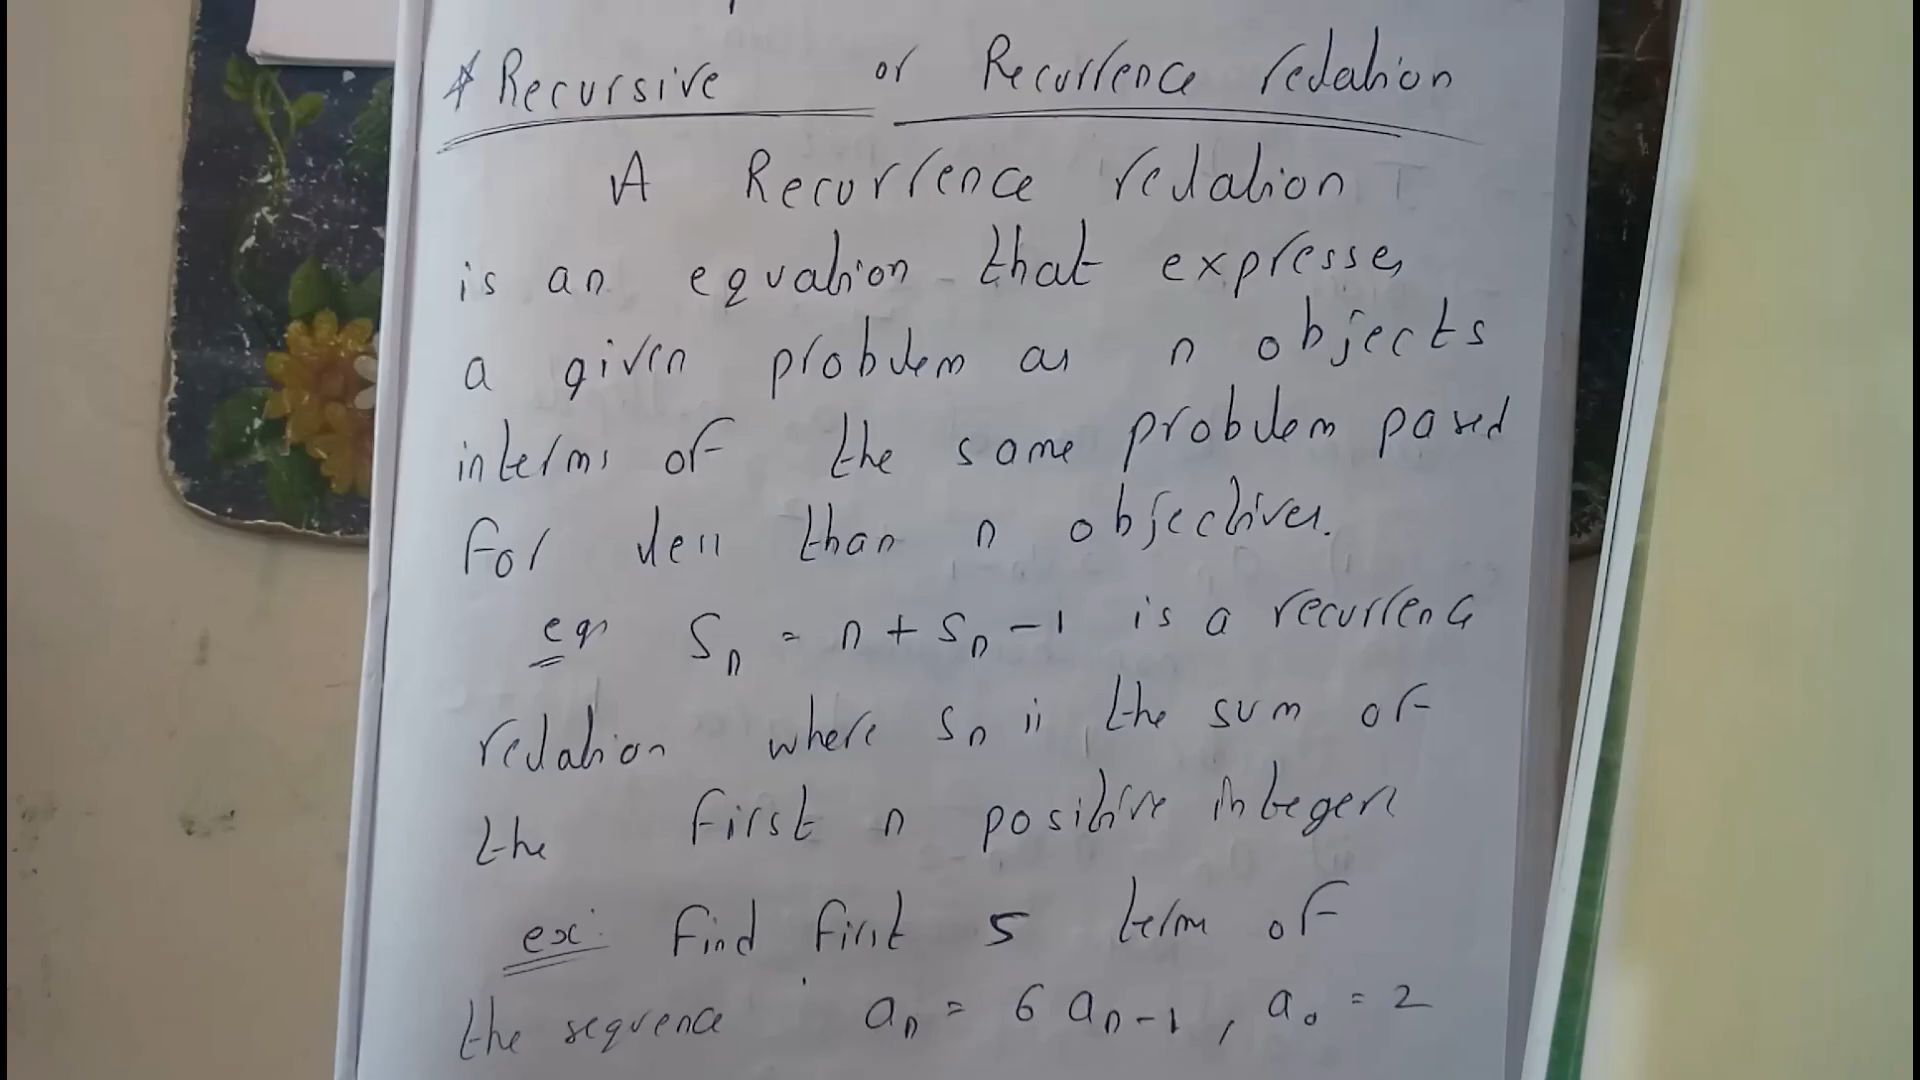 * Recursive or Recurrence relation
A Recurrence relation
is an equation that expresses
a given problem as n objects
interms of the same problem posed
for less than n objectives.
eg, Sn = n + Sn-1 is a recurrence
relation where Sn is the sum of
the first n positive integers
ex: Find first 5 term of
the sequence an = 6 an-1, a0 = 2